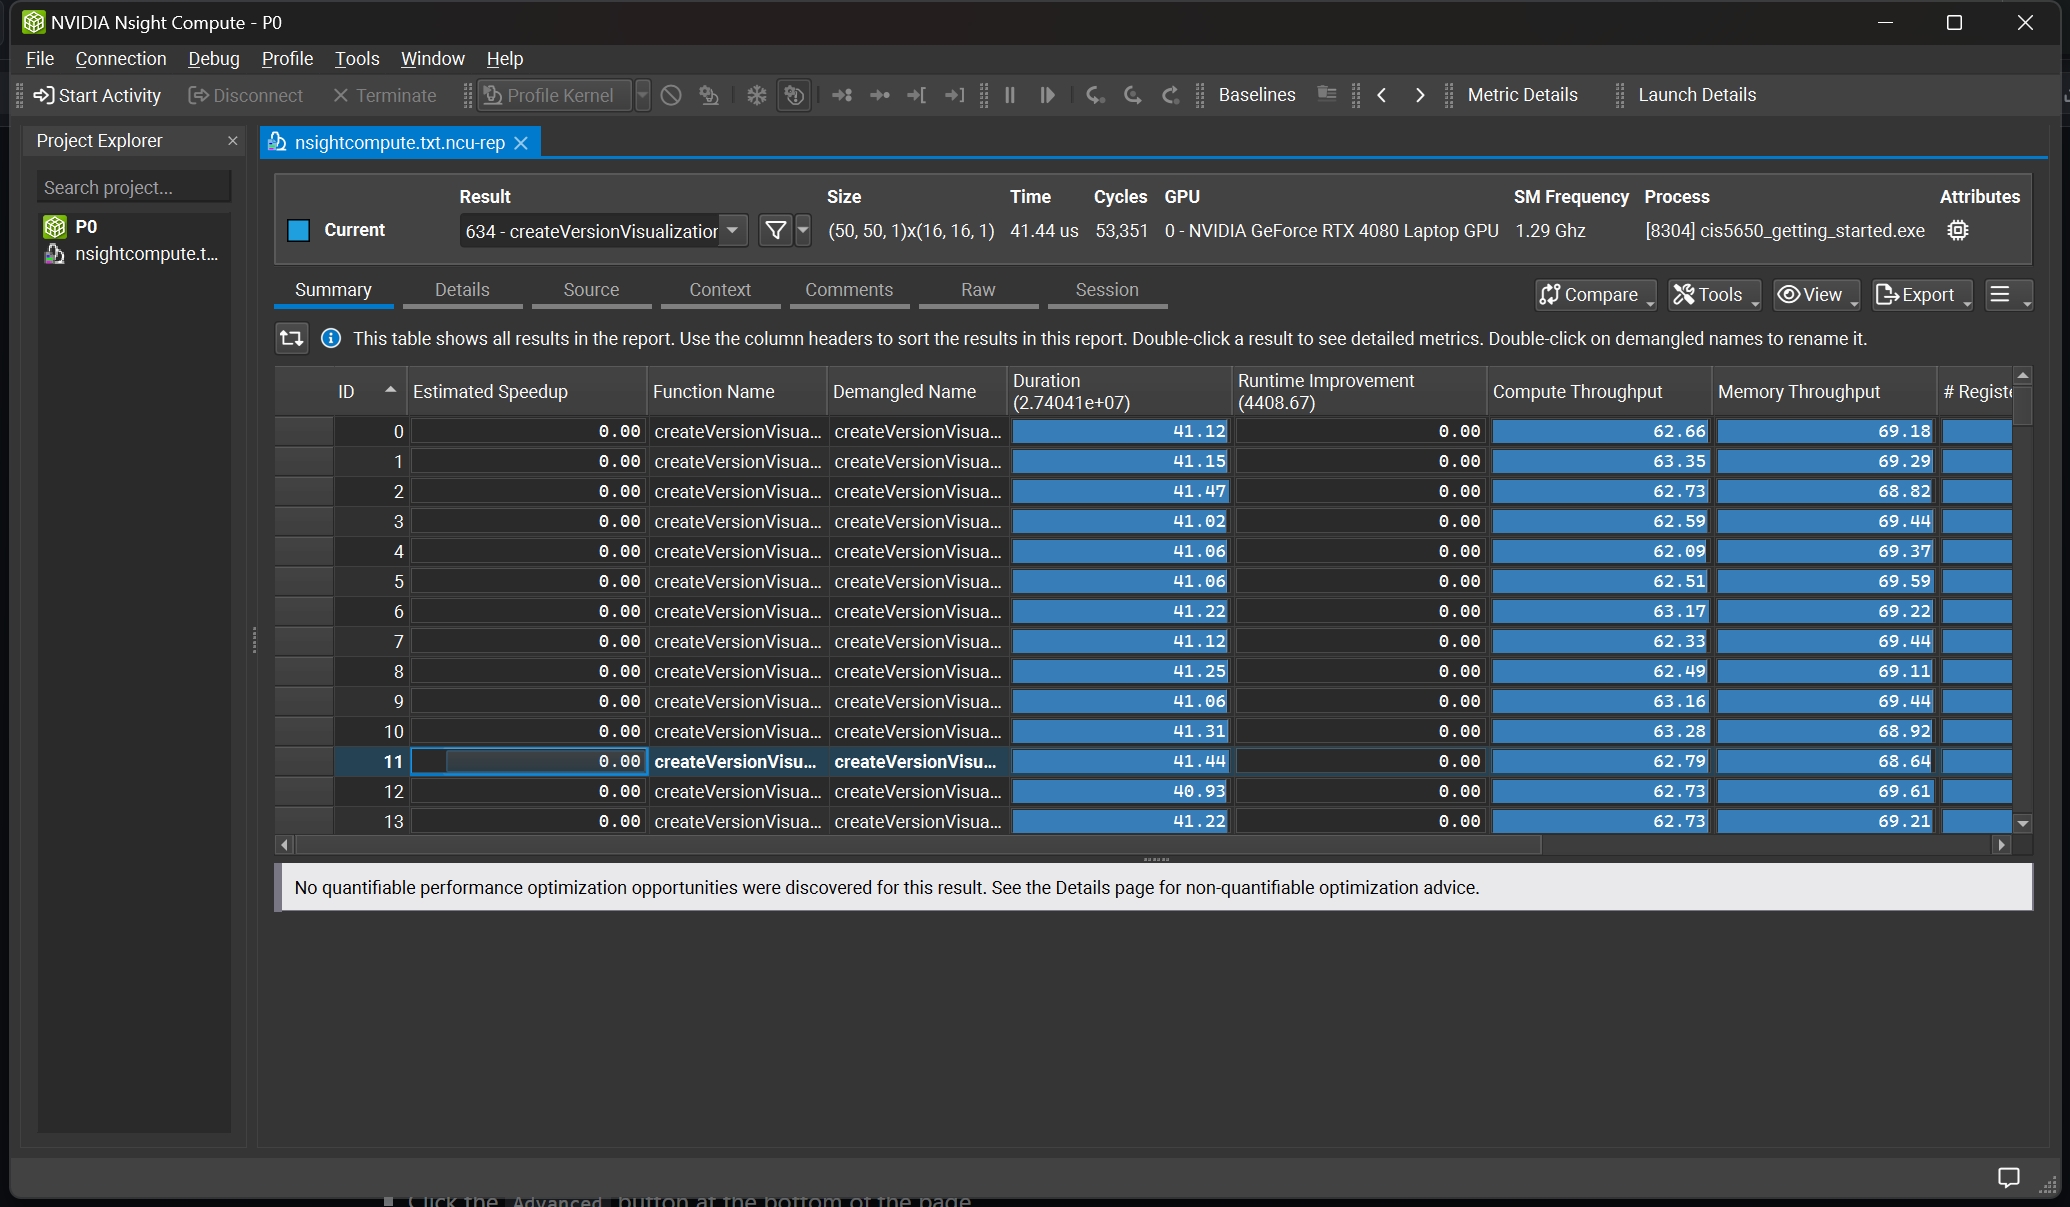 NVIDIA Nsight Compute - P0
File Connection Debug Profile Tools Window Help
Start Activity Disconnect Terminate Profile Kernel Baselines Metric Details Launch Details
Project Explorer
Search project...
P0
nsightcompute.t...
nsightcompute.txt.ncu-rep
Result Size Time Cycles GPU SM Frequency Process Attributes
Current 634 - createVersionVisualization (50, 50, 1)x(16, 16, 1) 41.44 us 53,351 0 - NVIDIA GeForce RTX 4080 Laptop GPU 1.29 Ghz [8304] cis5650_getting_started.exe
Summary Details Source Context Comments Raw Session Compare Tools View Export
This table shows all results in the report. Use the column headers to sort the results in this report. Double-click a result to see detailed metrics. Double-click on demangled names to rename it.
ID Estimated Speedup Function Name Demangled Name Duration (2.74041e+07) Runtime Improvement (4408.67) Compute Throughput Memory Throughput # Registe
0 0.00 createVersionVisua... createVersionVisua... 41.12 0.00 62.66 69.18
1 0.00 createVersionVisua... createVersionVisua... 41.15 0.00 63.35 69.29
2 0.00 createVersionVisua... createVersionVisua... 41.47 0.00 62.73 68.82
3 0.00 createVersionVisua... createVersionVisua... 41.02 0.00 62.59 69.44
4 0.00 createVersionVisua... createVersionVisua... 41.06 0.00 62.09 69.37
5 0.00 createVersionVisua... createVersionVisua... 41.06 0.00 62.51 69.59
6 0.00 createVersionVisua... createVersionVisua... 41.22 0.00 63.17 69.22
7 0.00 createVersionVisua... createVersionVisua... 41.12 0.00 62.33 69.44
8 0.00 createVersionVisua... createVersionVisua... 41.25 0.00 62.49 69.11
9 0.00 createVersionVisua... createVersionVisua... 41.06 0.00 63.16 69.44
10 0.00 createVersionVisua... createVersionVisua... 41.31 0.00 63.28 68.92
11 0.00 createVersionVisu... createVersionVisu... 41.44 0.00 62.79 68.64
12 0.00 createVersionVisua... createVersionVisua... 40.93 0.00 62.73 69.61
13 0.00 createVersionVisua... createVersionVisua... 41.22 0.00 62.73 69.21
No quantifiable performance optimization opportunities were discovered for this result. See the Details page for non-quantifiable optimization advice.
Click the Advanced button at the bottom of the page